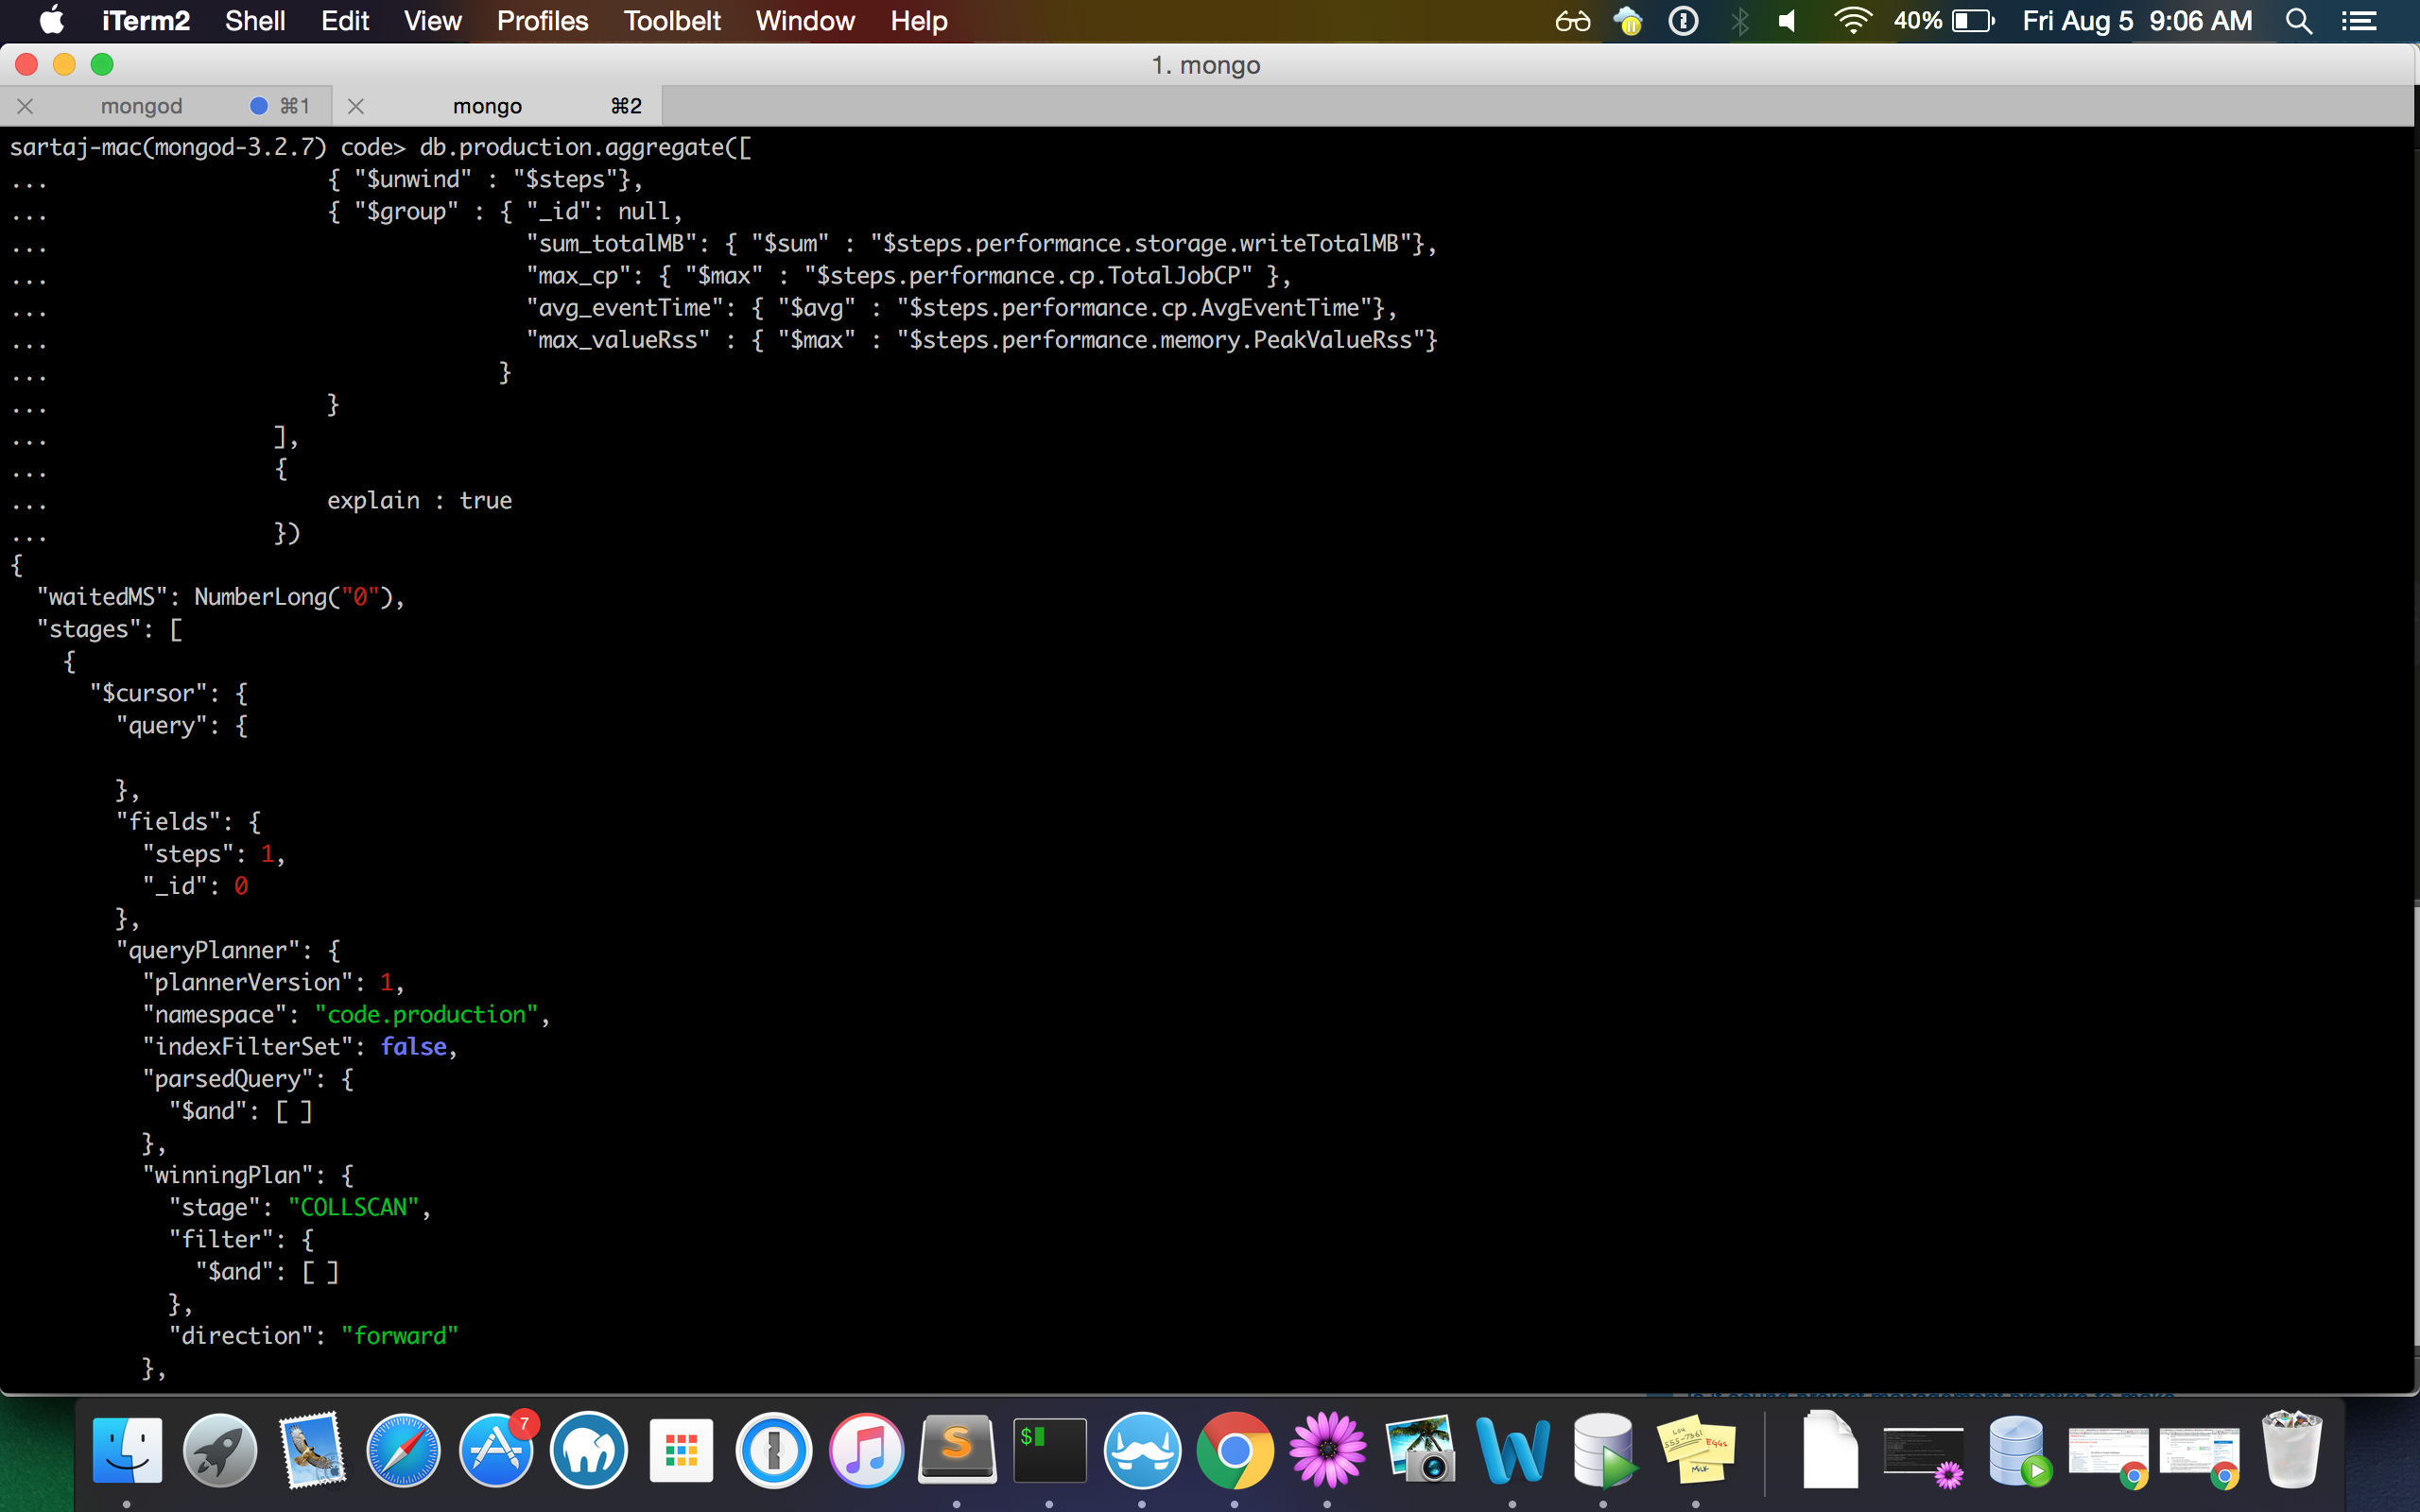 iTerm2 Shell Edit View Profiles Toolbelt Window Help 40% Fri Aug 5 9:06 AM
1. mongo
mongod ⌘1 mongo ⌘2
sartaj-mac(mongod-3.2.7) code> db.production.aggregate([
... { "$unwind" : "$steps"},
... { "$group" : { "_id": null,
... "sum_totalMB": { "$sum" : "$steps.performance.storage.writeTotalMB"},
... "max_cp": { "$max" : "$steps.performance.cp.TotalJobCP" },
... "avg_eventTime": { "$avg" : "$steps.performance.cp.AvgEventTime"},
... "max_valueRss" : { "$max" : "$steps.performance.memory.PeakValueRss"}
... }
... }
... ],
... {
... explain : true
... })
{
"waitedMS": NumberLong("0"),
"stages": [
{
"$cursor": {
"query": {
},
"fields": {
"steps": 1,
"_id": 0
},
"queryPlanner": {
"plannerVersion": 1,
"namespace": "code.production",
"indexFilterSet": false,
"parsedQuery": {
"$and": [ ]
},
"winningPlan": {
"stage": "COLLSCAN",
"filter": {
"$and": [ ]
},
"direction": "forward"
},
7
$
555-7361
EGGS
MILK